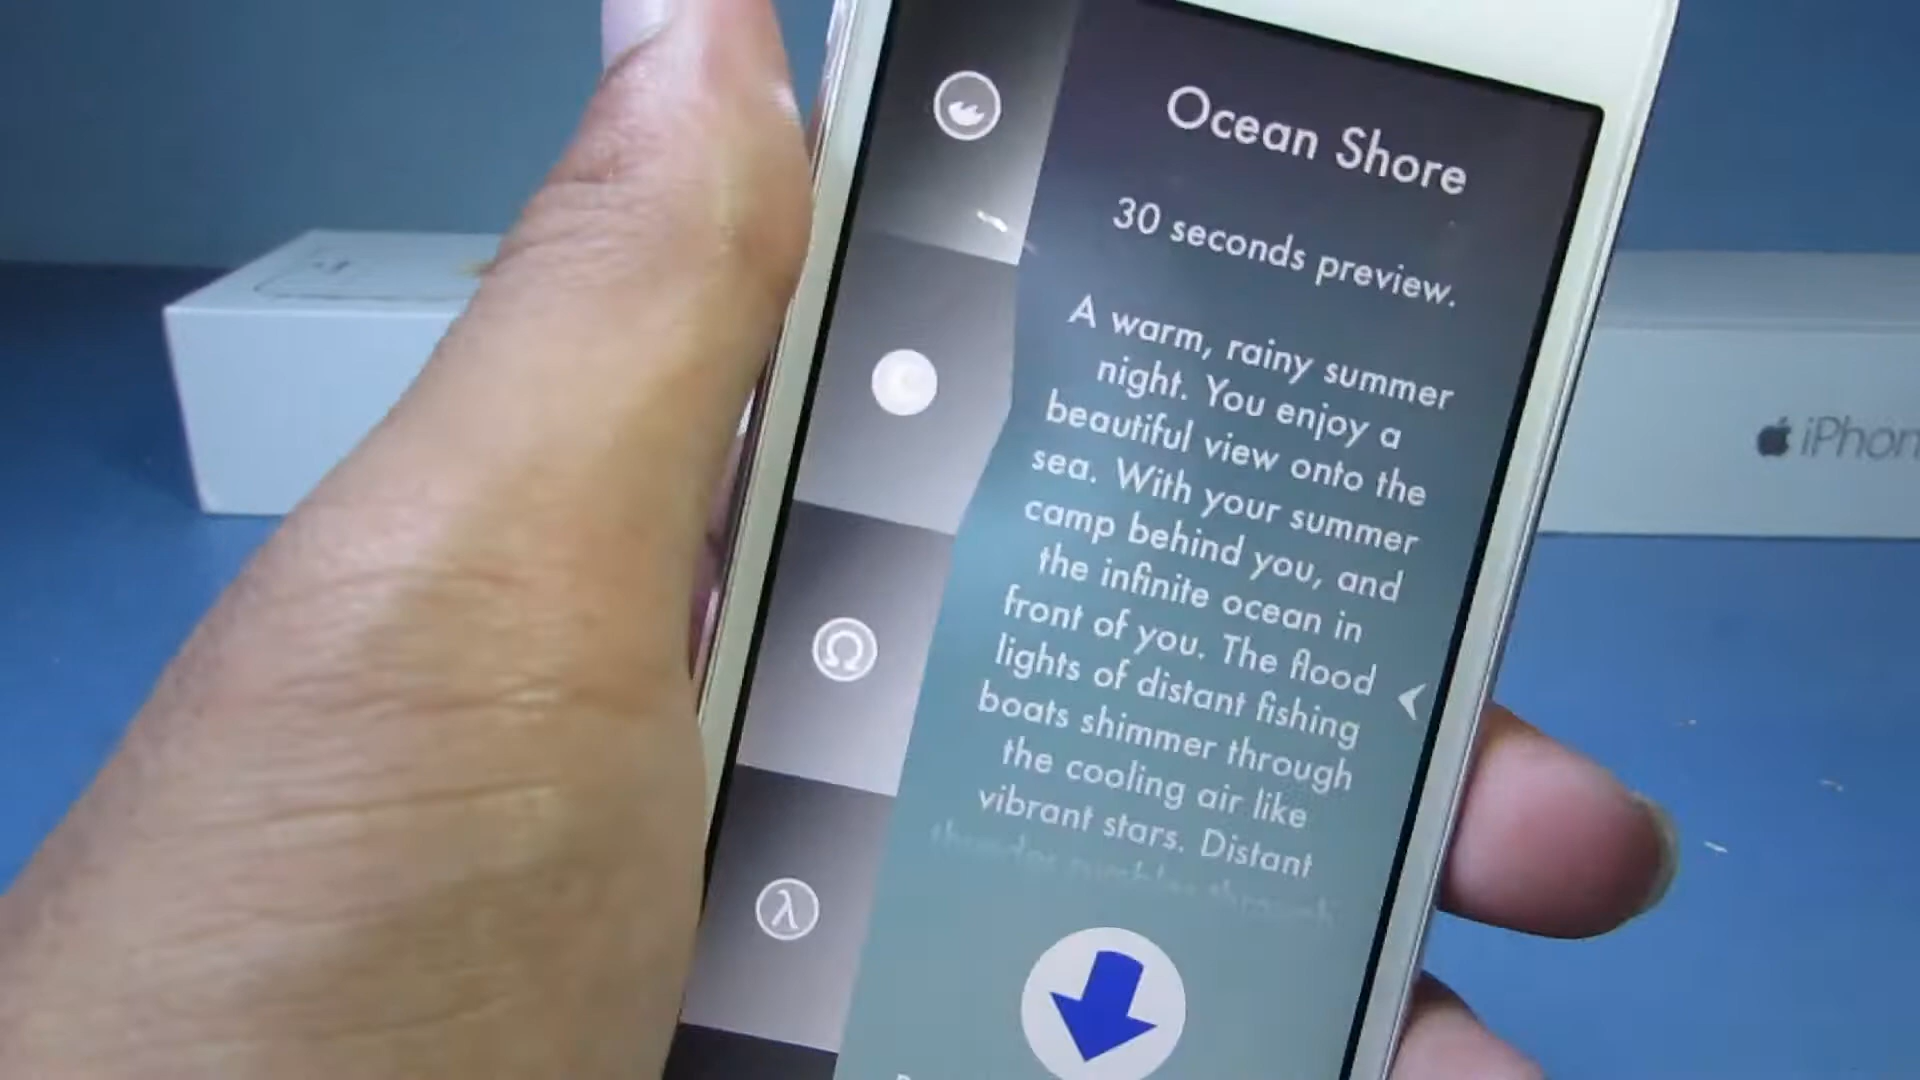 Ocean Shore
30 seconds preview.
A warm, rainy summer
night. You enjoy a
beautiful view onto the
sea. With your summer
camp behind you, and
the infinite ocean in
front of you. The flood
lights of distant fishing
boats shimmer through
the cooling air like
vibrant stars. Distant
Ω
λ
iPhon